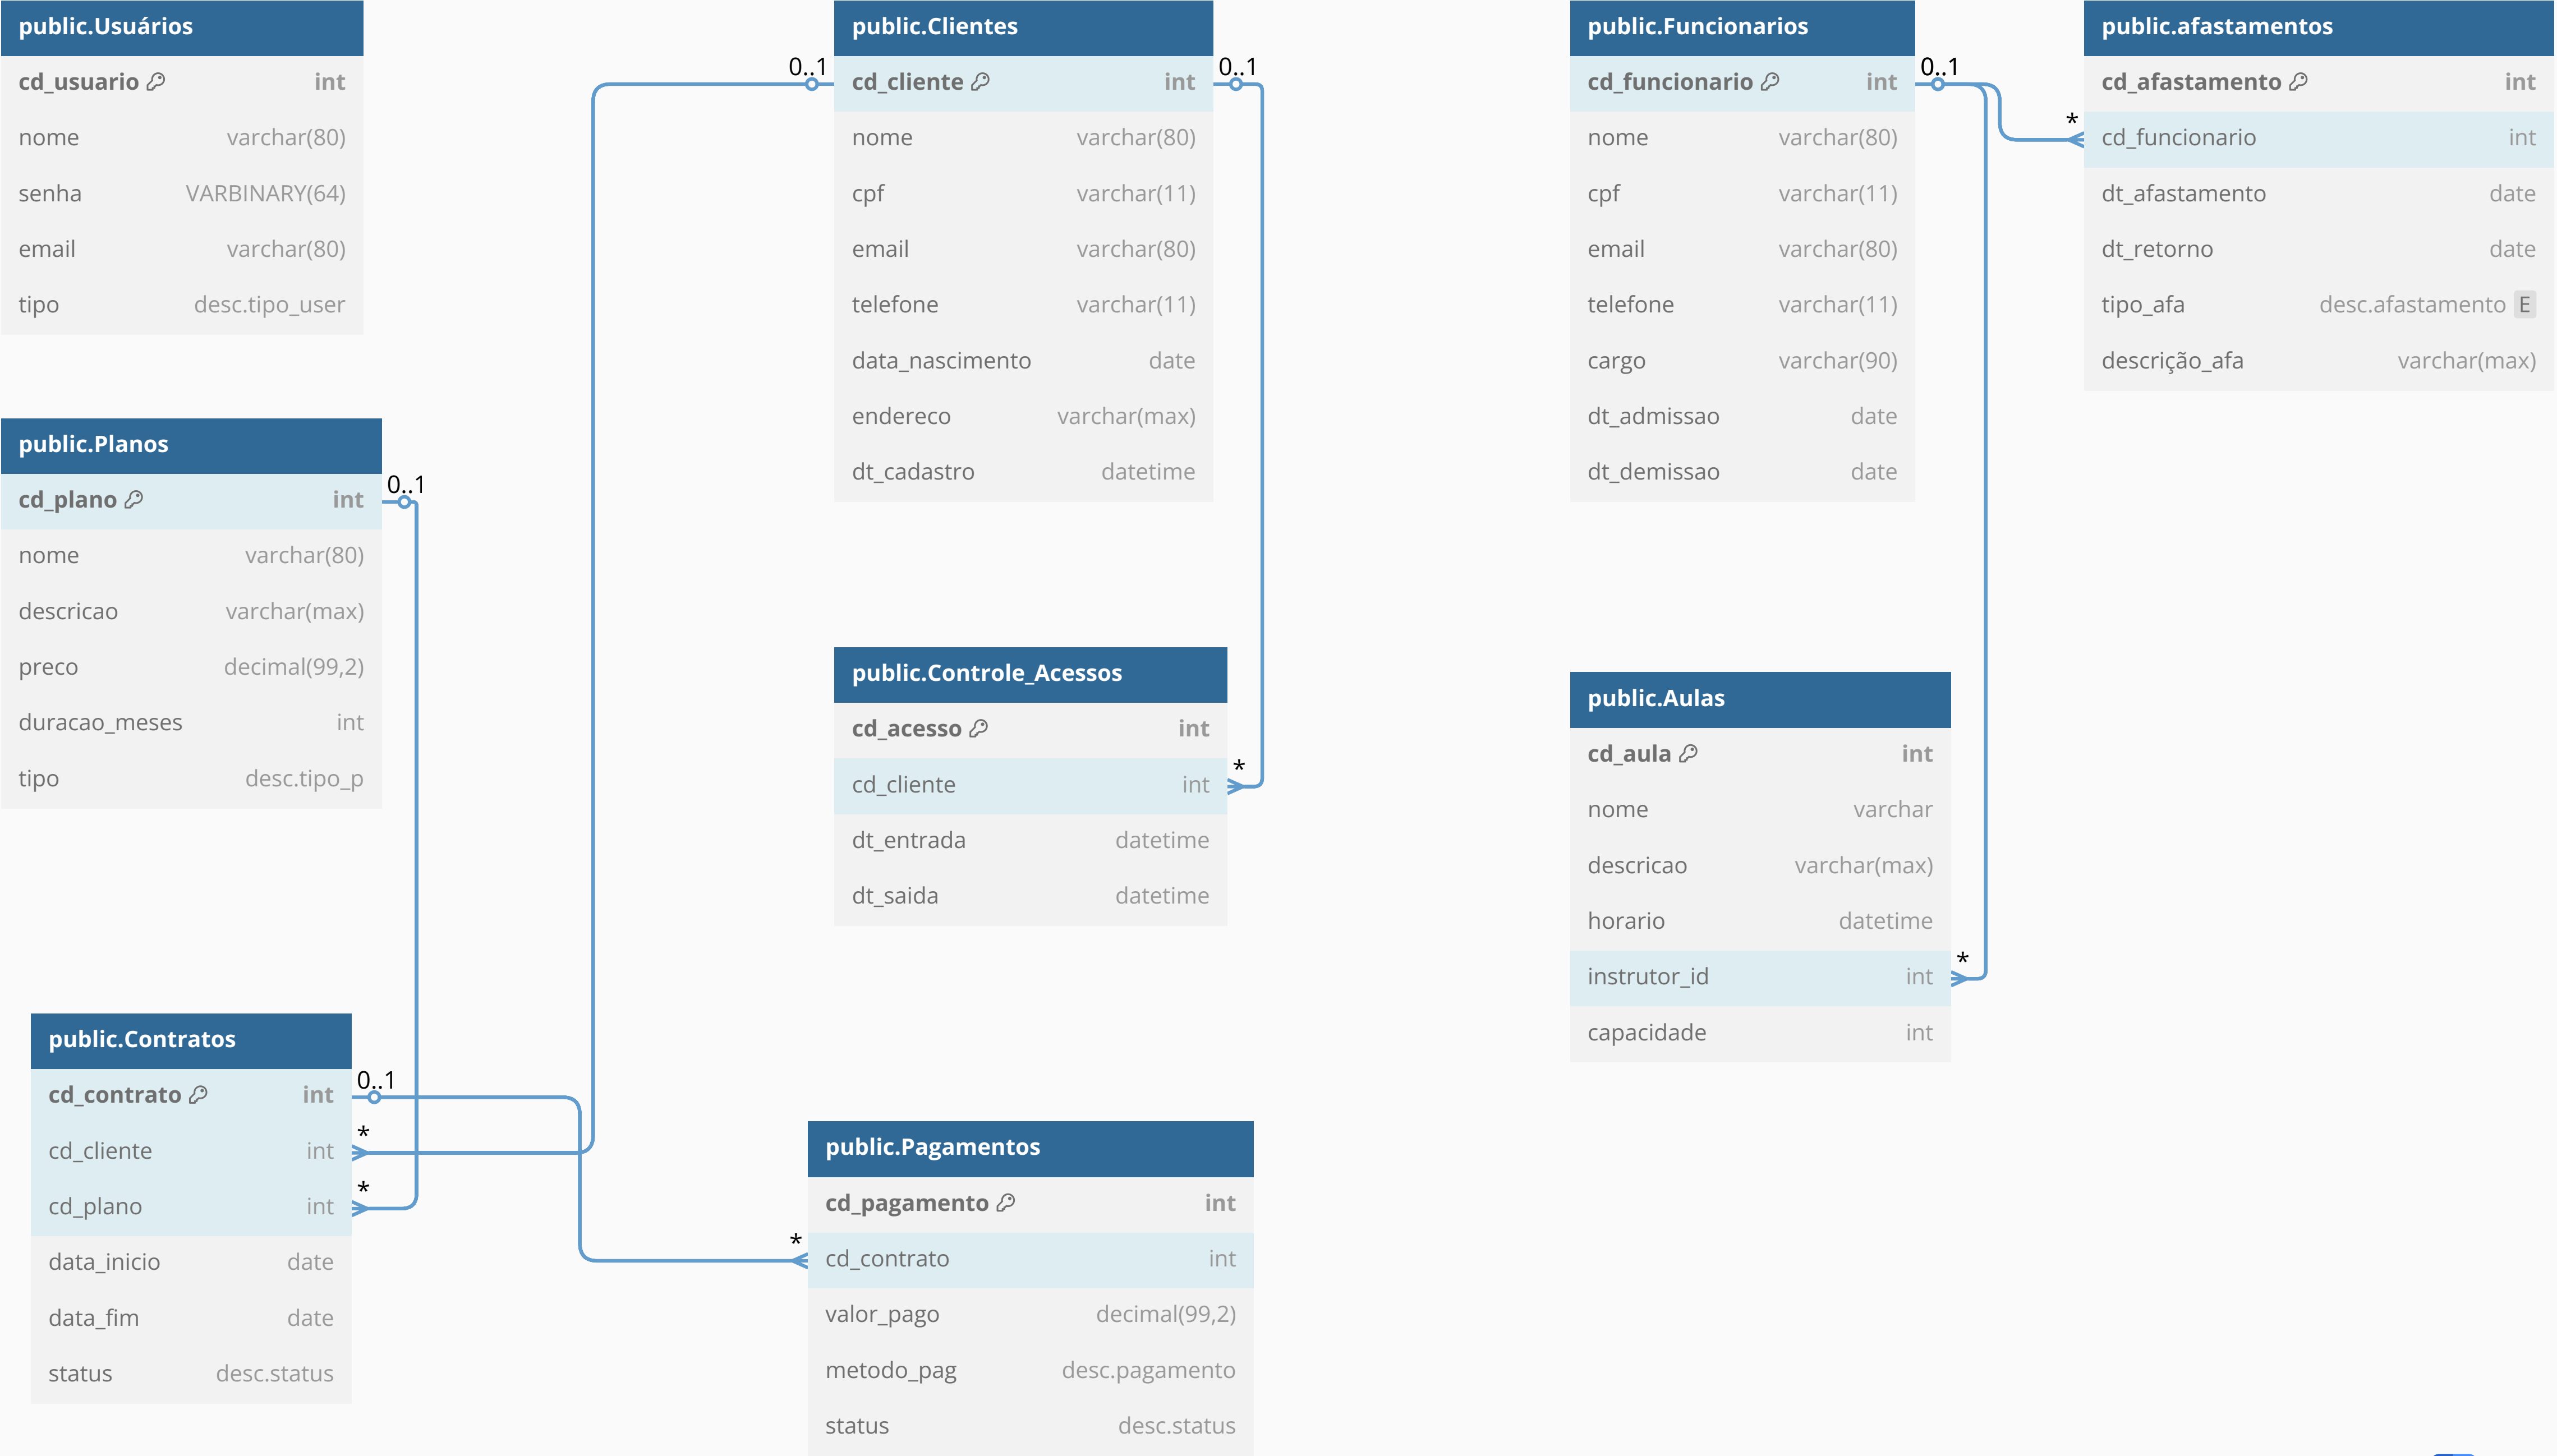 public.Usuários
cd_usuario int
nome varchar(80)
senha VARBINARY(64)
email varchar(80)
tipo desc.tipo_user
public.Planos
0..1
cd_plano int
nome varchar(80)
descricao varchar(max)
preco decimal(99,2)
duracao_meses int
tipo desc.tipo_p
public.Contratos
0..1
cd_contrato int
*
cd_cliente int
*
cd_plano int
data_inicio date
data_fim date
status desc.status
public.Clientes
0..1 0..1
cd_cliente int
nome varchar(80)
cpf varchar(11)
email varchar(80)
telefone varchar(11)
data_nascimento date
endereco varchar(max)
dt_cadastro datetime
public.Controle_Acessos
cd_acesso int
*
cd_cliente int
dt_entrada datetime
dt_saida datetime
public.Pagamentos
cd_pagamento int
*
cd_contrato int
valor_pago decimal(99,2)
metodo_pag desc.pagamento
status desc.status
public.Funcionarios
0..1
cd_funcionario int
nome varchar(80)
cpf varchar(11)
email varchar(80)
telefone varchar(11)
cargo varchar(90)
dt_admissao date
dt_demissao date
public.Aulas
cd_aula int
nome varchar
descricao varchar(max)
horario datetime
*
instrutor_id int
capacidade int
public.afastamentos
cd_afastamento int
*
cd_funcionario int
dt_afastamento date
dt_retorno date
tipo_afa desc.afastamento E
descrição_afa varchar(max)